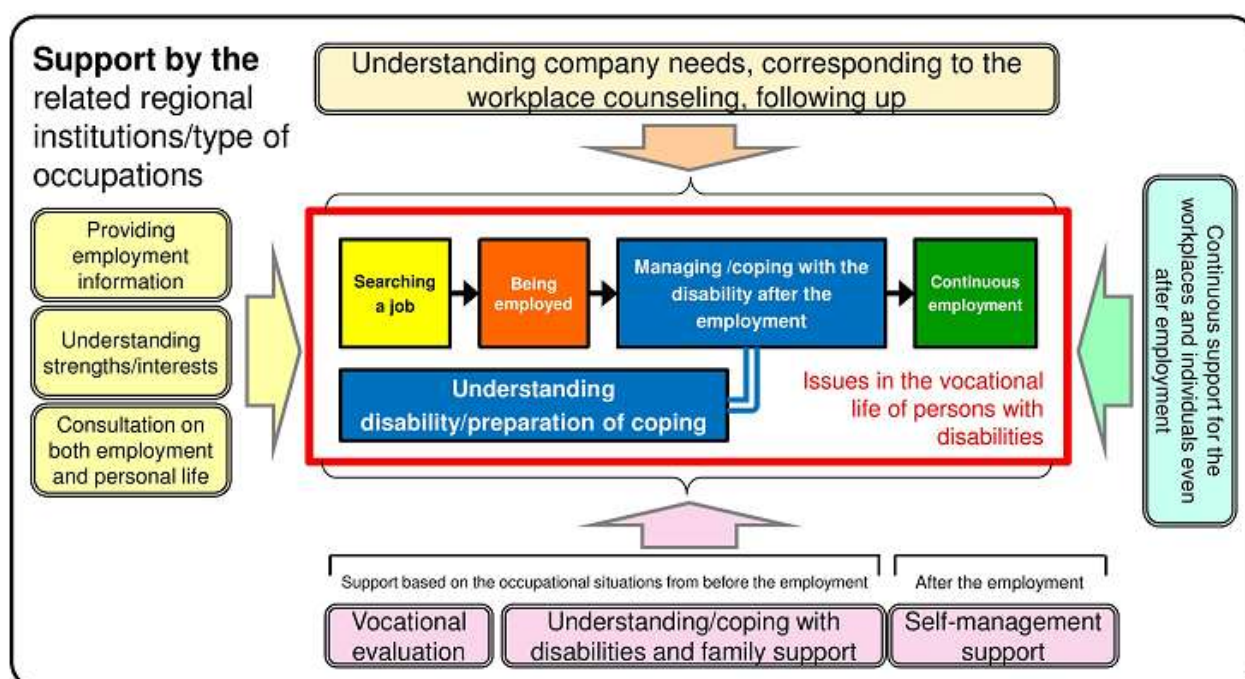 Support by the
related regional
institutions/type of
occupations
Understanding company needs, corresponding to the
workplace counseling, following up
Providing
employment
information
Understanding
strengths/interests
Consultation on
both employment
and personal life
Searching
a job
Being
employed
Managing /coping with the
disability after the
employment
Continuous
employment
Understanding
disability/preparation of coping
Issues in the vocational
life of persons with
disabilities
Continuous support for the
workplaces and individuals even
after employment
Support based on the occupational situations from before the employment
After the employment
Vocational
evaluation
Understanding/coping with
disabilities and family support
Self-management
support